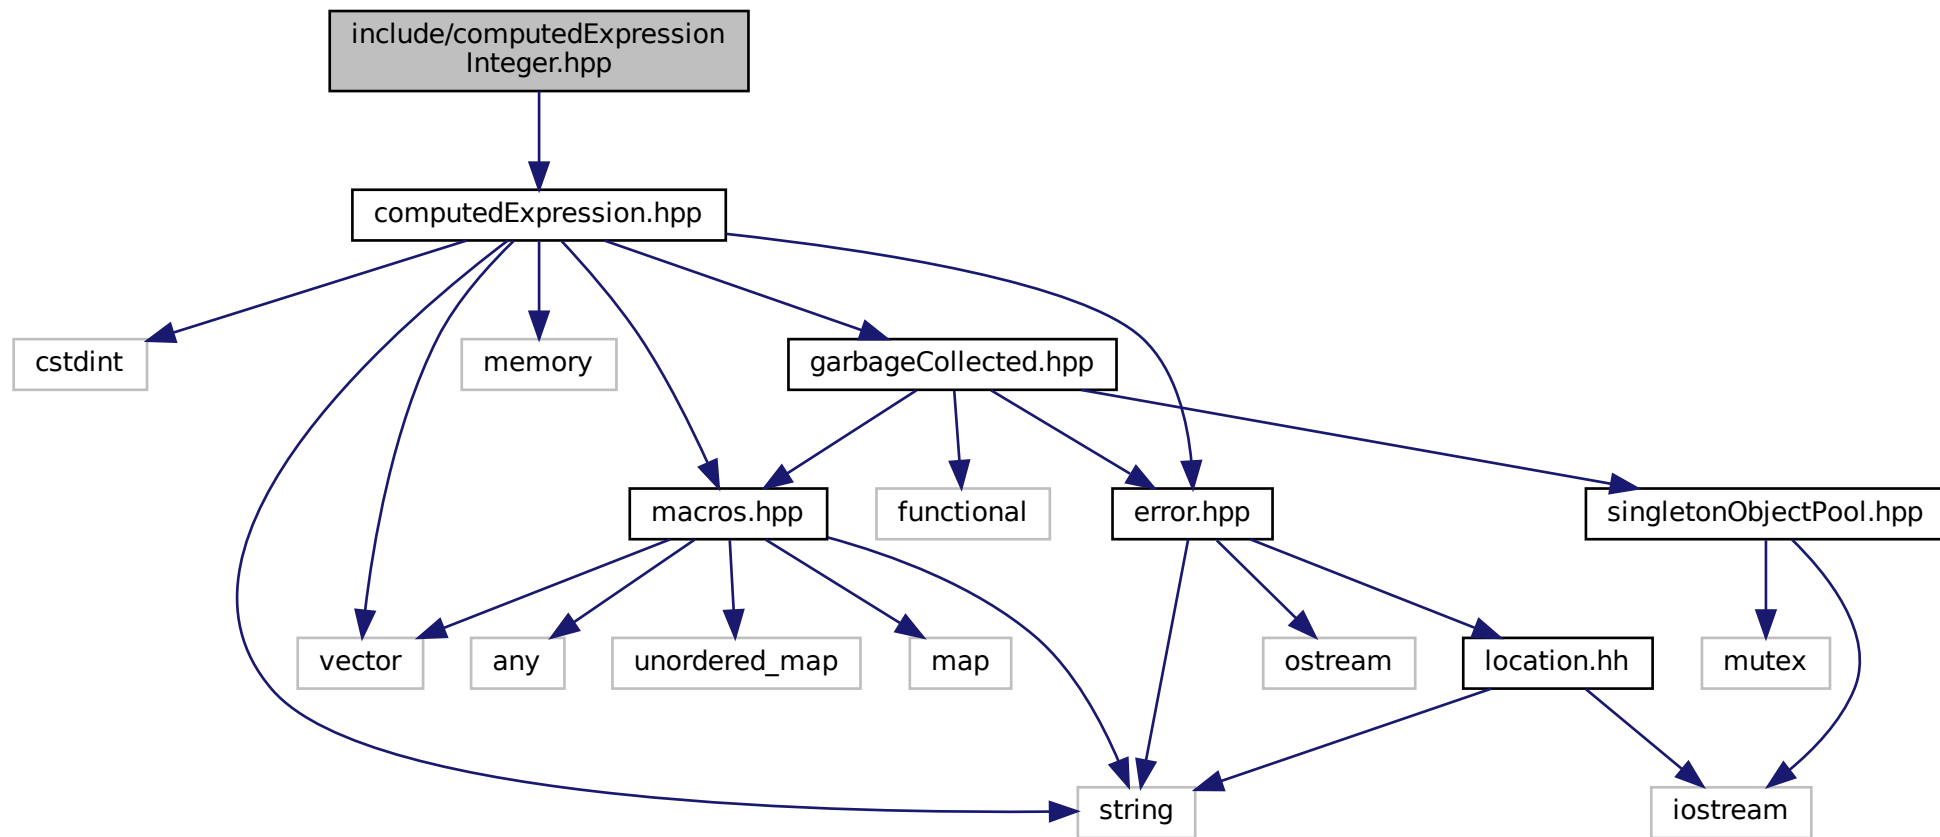 include/computedExpression
Integer.hpp
computedExpression.hpp
cstdint
memory
garbageCollected.hpp
macros.hpp
functional
error.hpp
singletonObjectPool.hpp
vector
any
unordered_map
map
ostream
location.hh
mutex
string
iostream